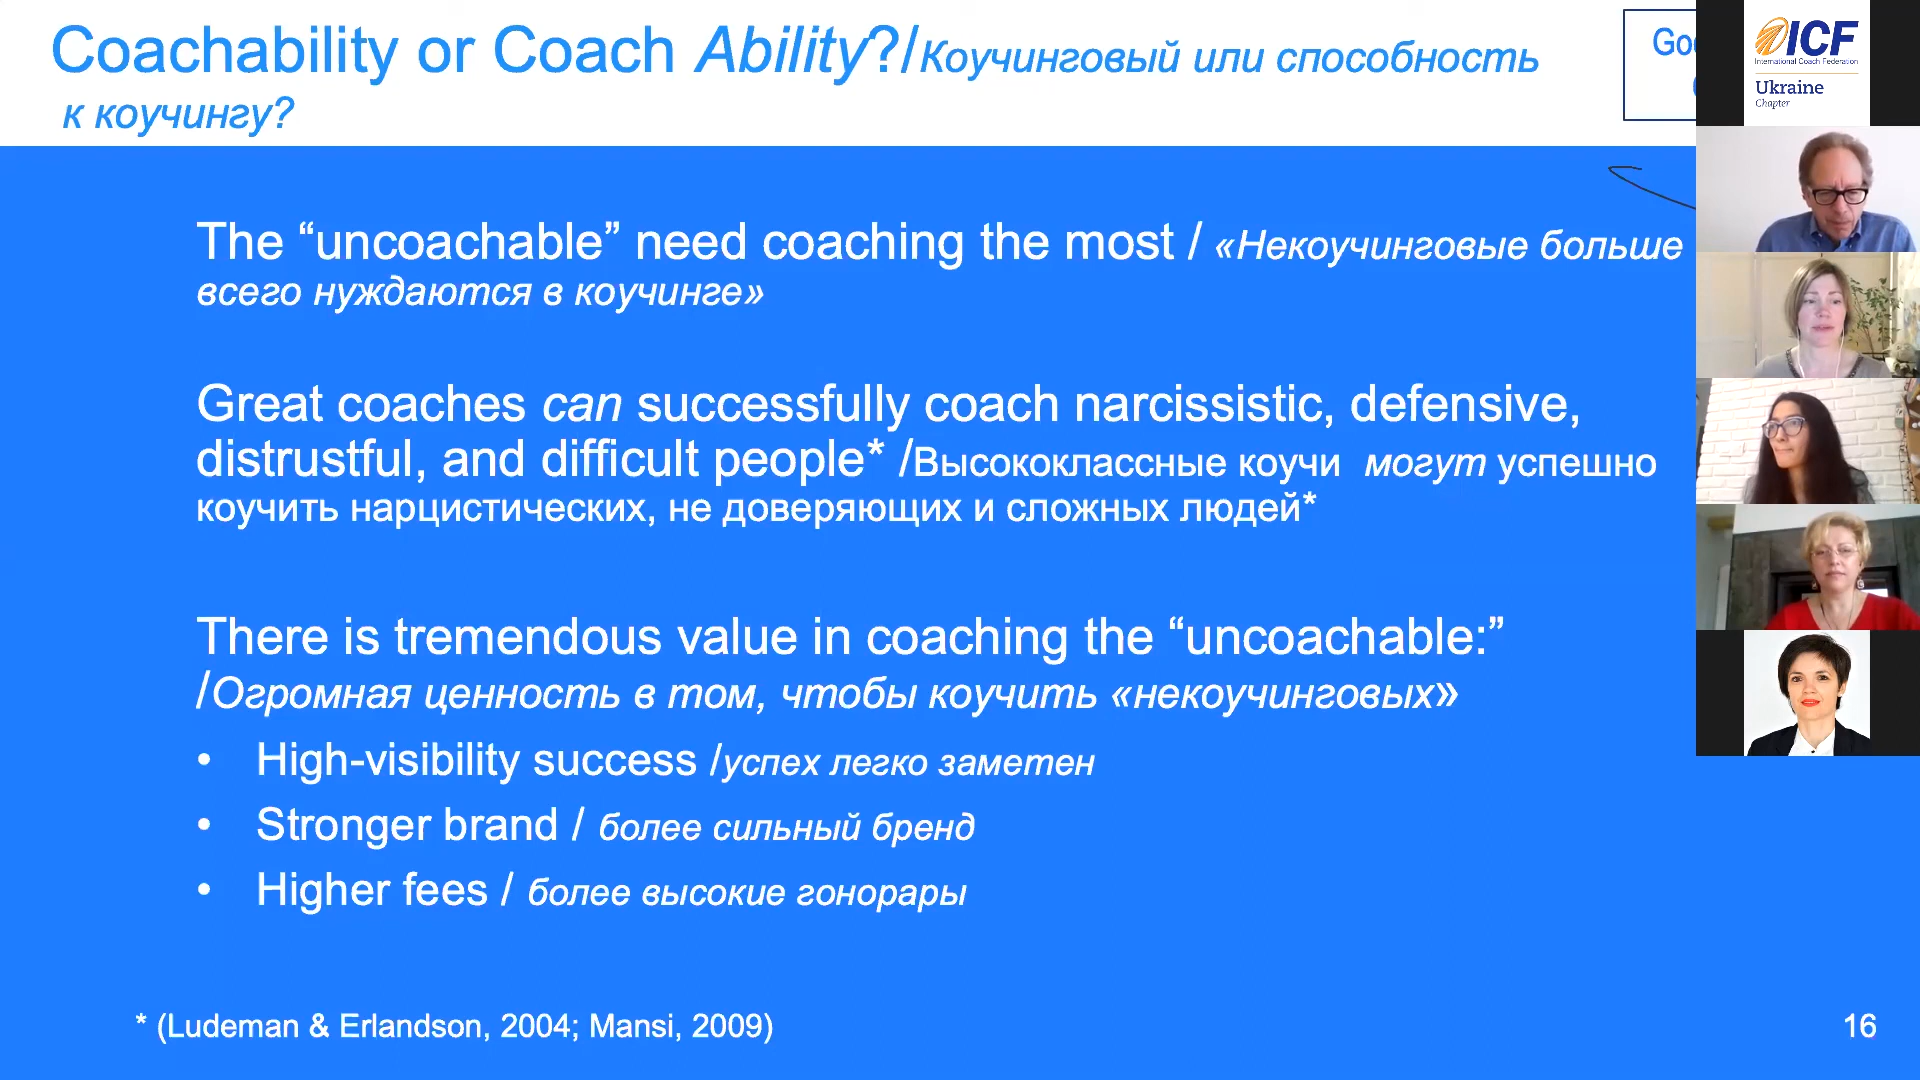 Coachability or Coach Ability?/Коучинговый или способность
к коучингу?
ICF
International Coach Federation
Ukraine
Chapter
The “uncoachable” need coaching the most / «Некоучинговые больше
всего нуждаются в коучинге»
Great coaches can successfully coach narcissistic, defensive,
distrustful, and difficult people* /Высококлассные коучи могут успешно
коучить нарцистических, не доверяющих и сложных людей*
There is tremendous value in coaching the “uncoachable:”
/Огромная ценность в том, чтобы коучить «некоучинговых»
• High-visibility success /успех легко заметен
• Stronger brand / более сильный бренд
• Higher fees / более высокие гонорары
* (Ludeman & Erlandson, 2004; Mansi, 2009)
16